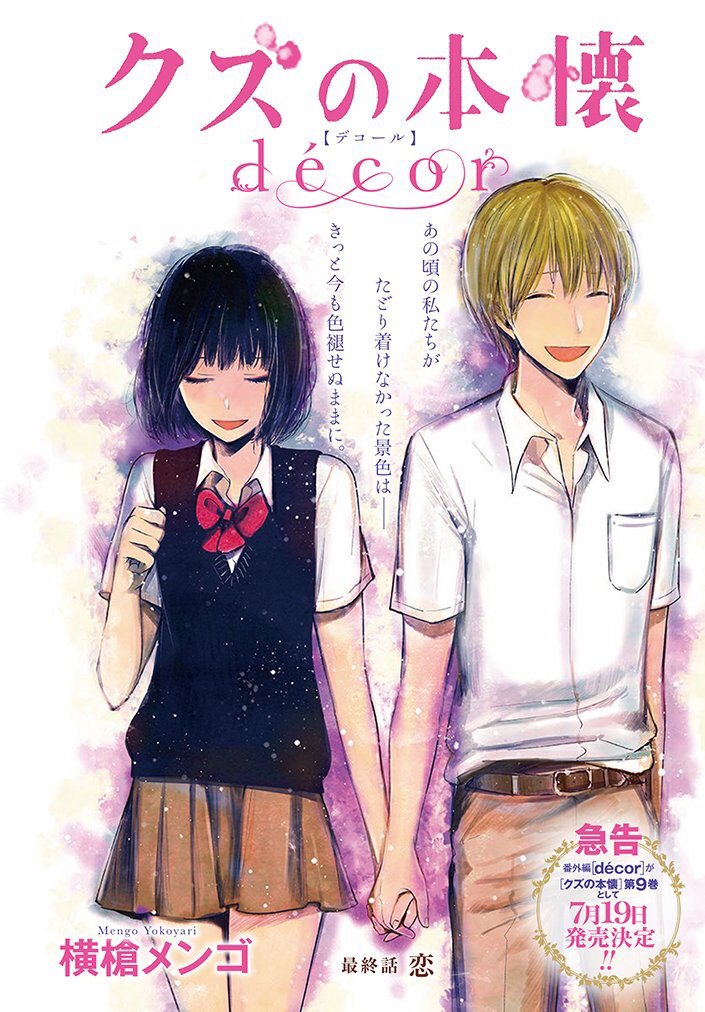 クズの本懐
【デコール】
décor
あの頃の私たちが
たどり着けなかった景色は——
きっと今も色褪せぬままに。
急告
番外編[décor]が
[クズの本懐]第9巻
として
7月19日
発売決定
!!
Mengo Yokoyari
横槍メンゴ
最終話 恋